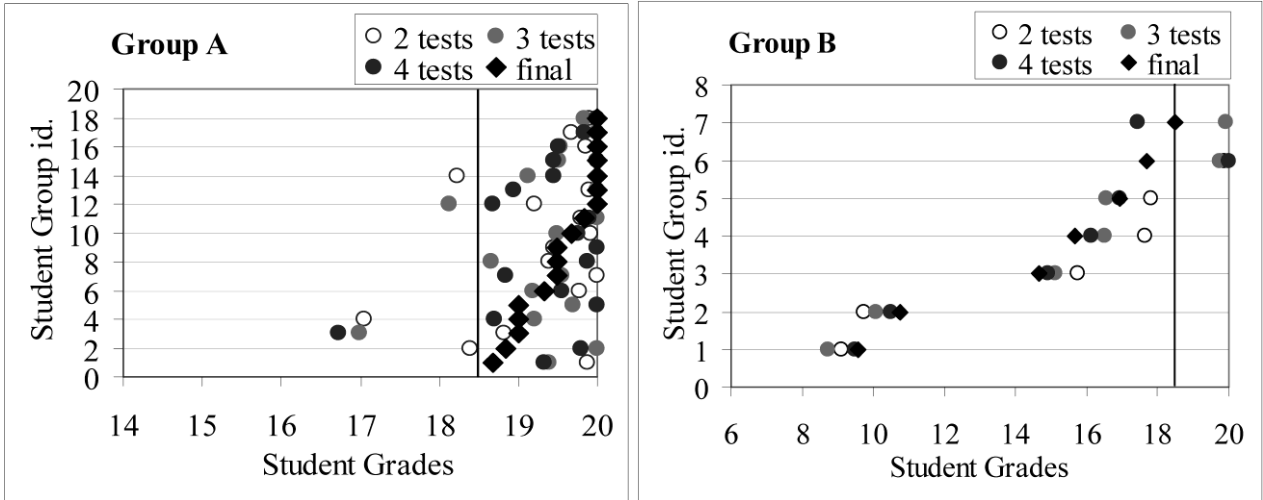 Group A
2 tests 3 tests
4 tests final
Student Group id.
20
18
16
14
12
10
8
6
4
2
0
14 15 16 17 18 19 20
Student Grades
Group B
2 tests 3 tests
4 tests final
Student Group id.
8
7
6
5
4
3
2
1
0
6 8 10 12 14 16 18 20
Student Grades